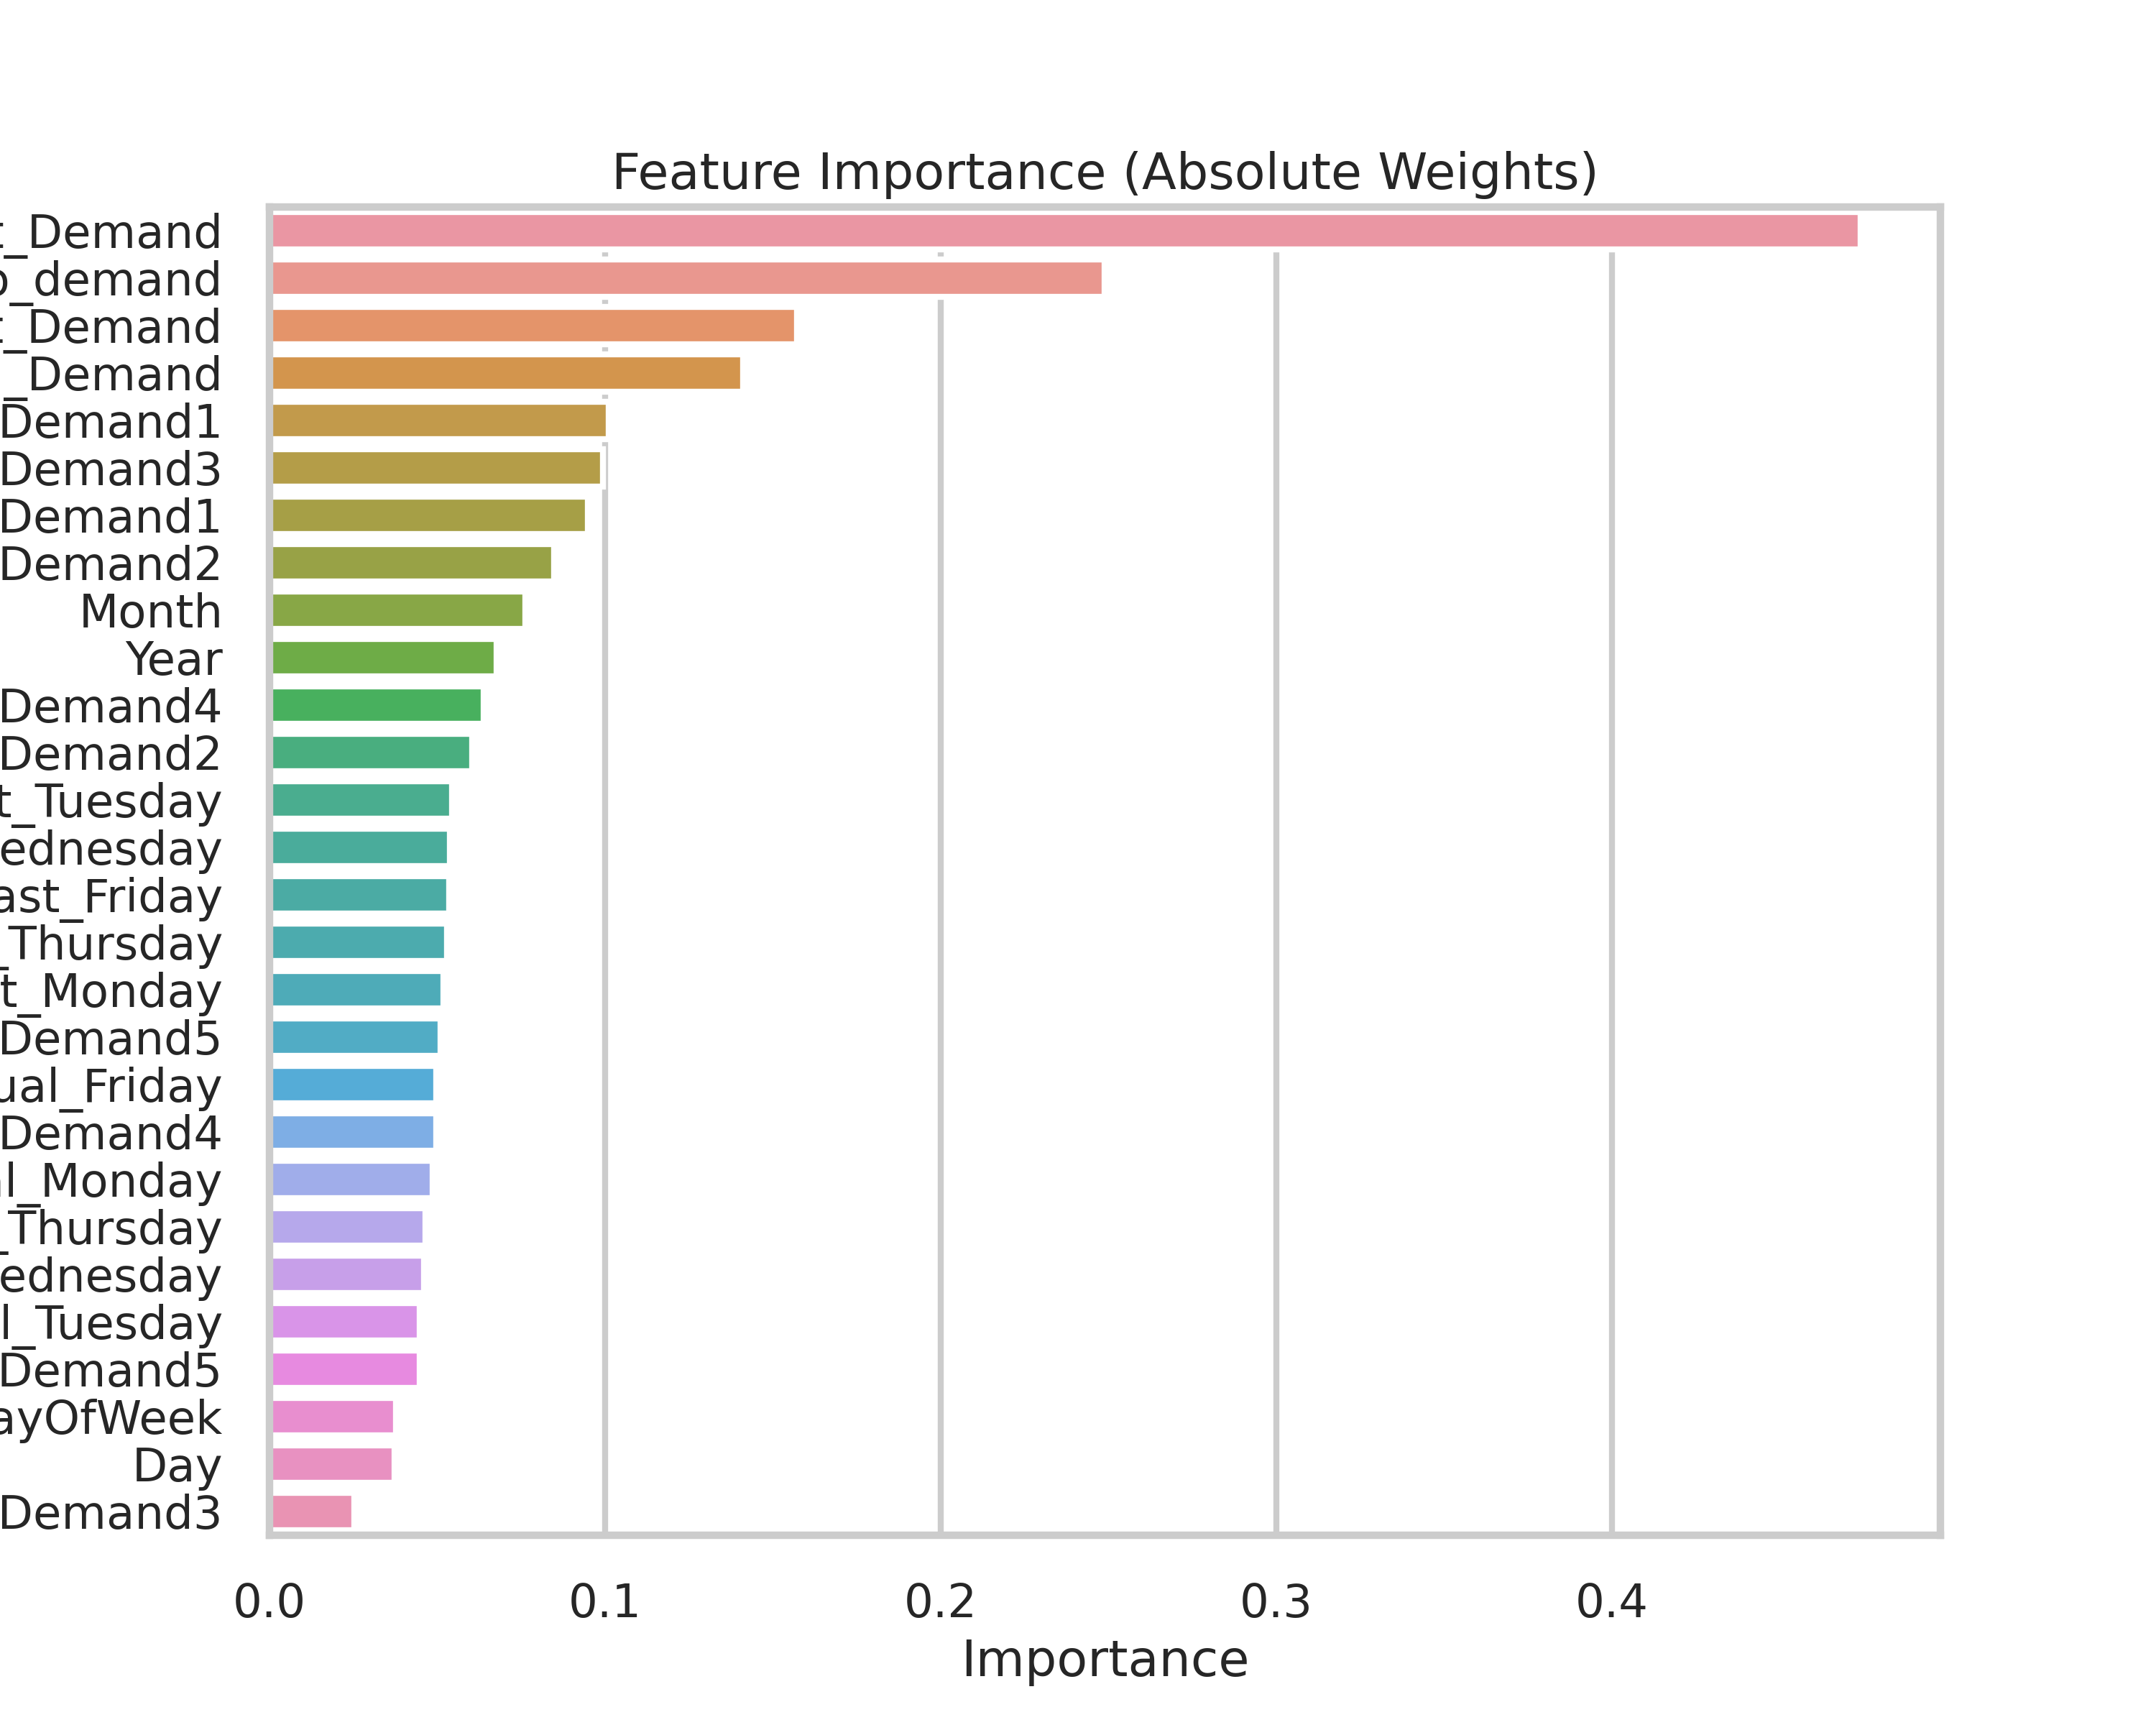 Feature Importance (Absolute Weights)
t_Demand
_demand
t_Demand
_Demand
Demand1
Demand3
Demand1
Demand2
Month
Year
Demand4
Demand2
t_Tuesday
ednesday
ast_Friday
_Thursday
t_Monday
Demand5
ual_Friday
Demand4
l_Monday
_Thursday
ednesday
l_Tuesday
Demand5
ayOfWeek
Day
Demand3
0.0 0.1 0.2 0.3 0.4
Importance